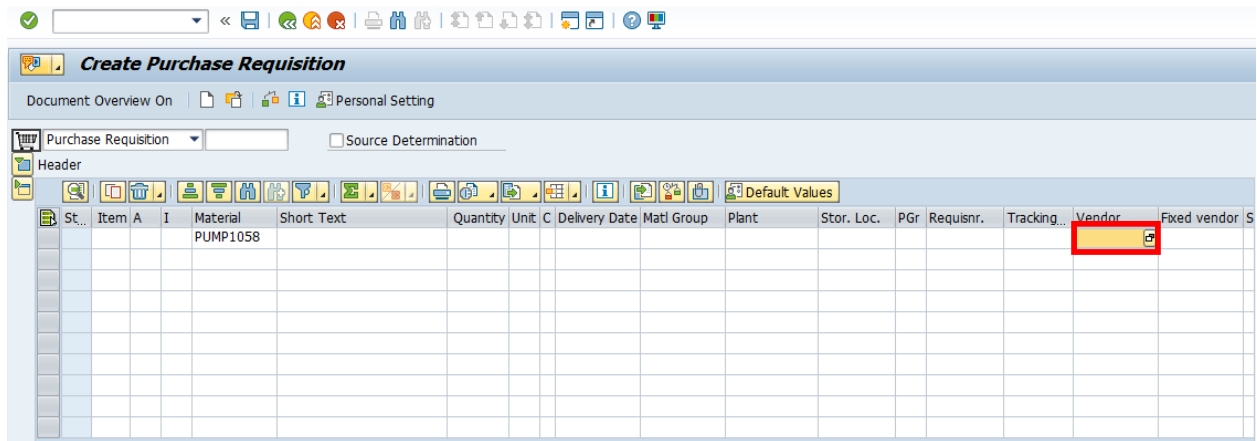 Create Purchase Requisition
Document Overview On Personal Setting
Purchase Requisition Source Determination
Header
Default Values
St... Item A I Material Short Text Quantity Unit C Delivery Date Matl Group Plant Stor. Loc. PGr Requisnr. Tracking... Vendor Fixed vendor S
PUMP1058